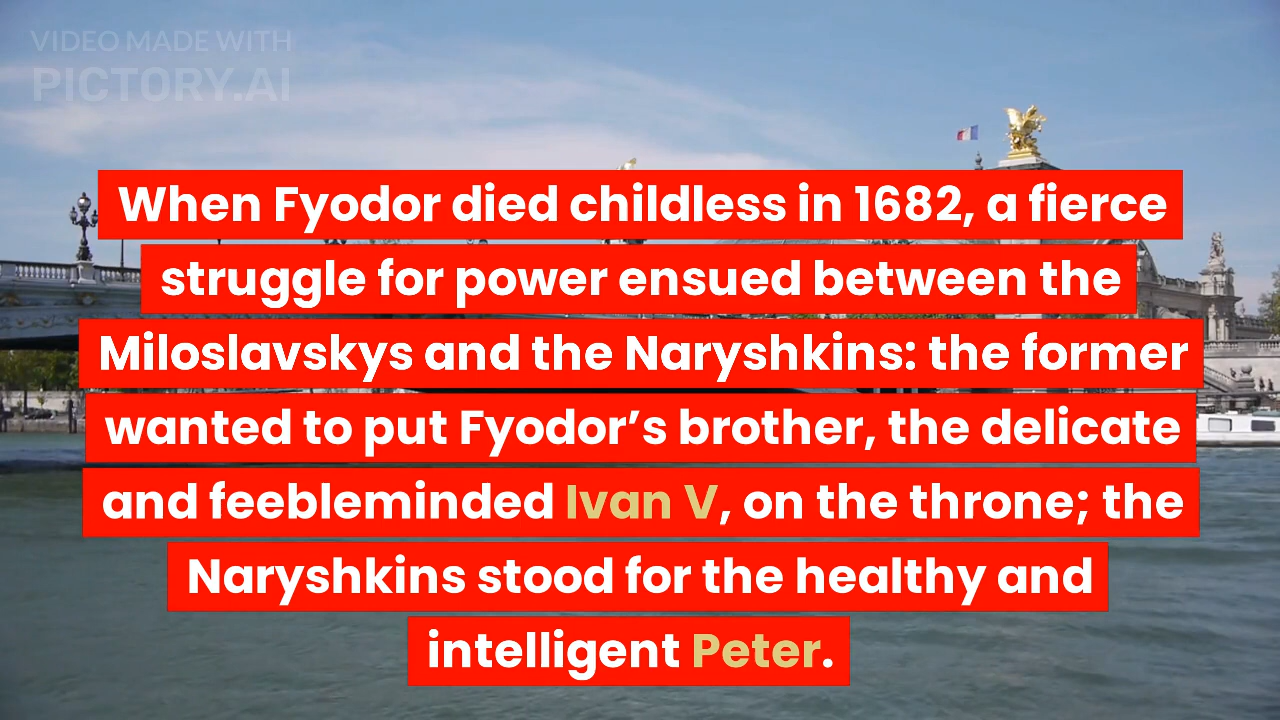 VIDEO MADE WITH
PICTORY.AI
When Fyodor died childless in 1682, a fierce
struggle for power ensued between the
Miloslavskys and the Naryshkins: the former
wanted to put Fyodor’s brother, the delicate
and feebleminded Ivan V, on the throne; the
Naryshkins stood for the healthy and
intelligent Peter.